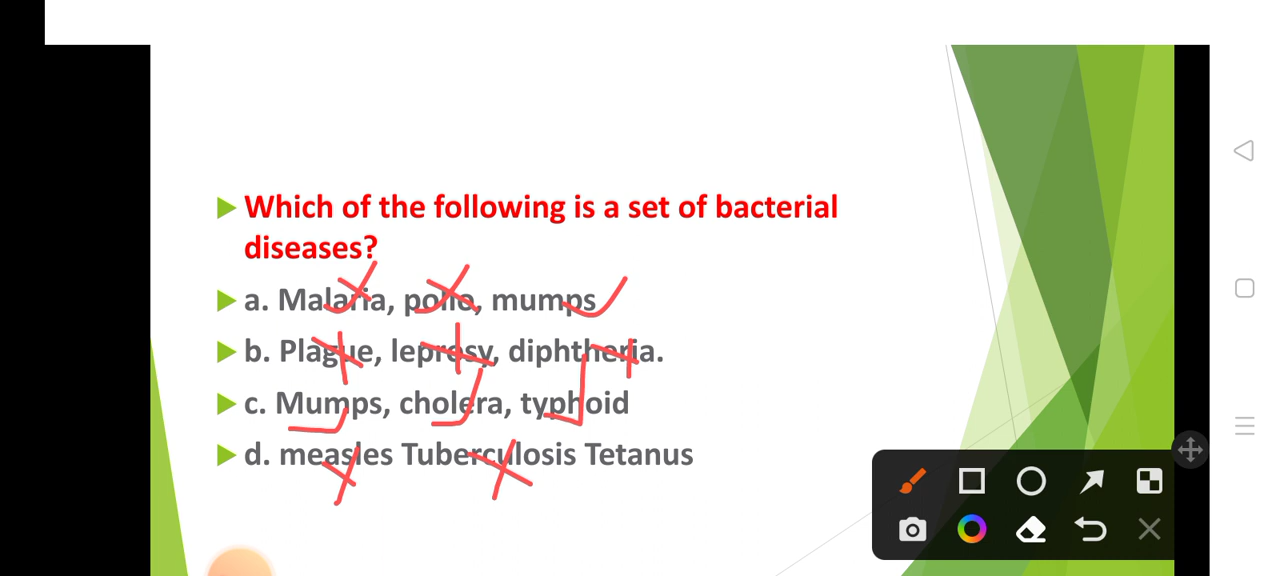 Which of the following is a set of bacterial
diseases?
a. Malaria, polio, mumps
b. Plague, leprosy, diphtheria.
c. Mumps, cholera, typhoid
d. measles Tuberculosis Tetanus